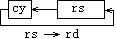 cy rs
rs → rd